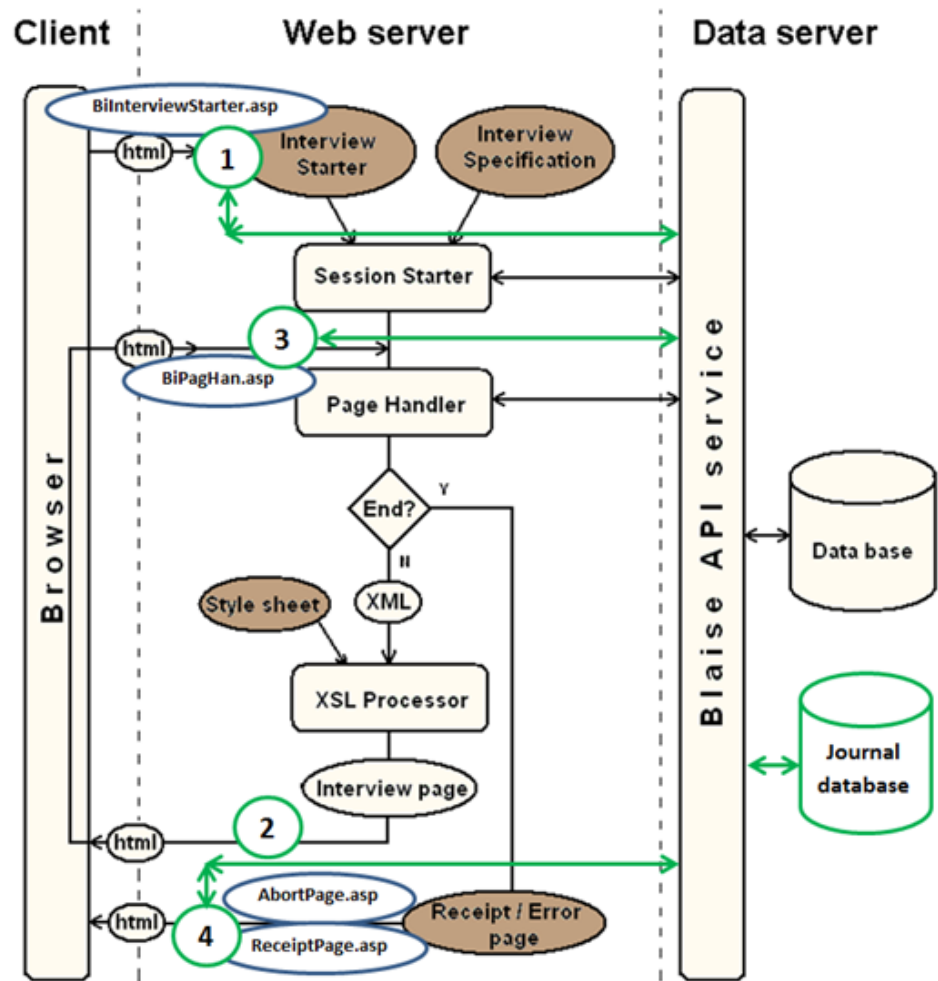 Client
Web server
Data server
BiInterviewStarter.asp
html
1
Interview
Starter
Interview
Specification
Session Starter
html
3
BiPagHan.asp
Page Handler
Browser
Blaise API service
End?
Y
N
Style sheet
XML
Data base
XSL Processor
Interview page
Journal
database
html
2
AbortPage.asp
html
4
ReceiptPage.asp
Receipt / Error
page